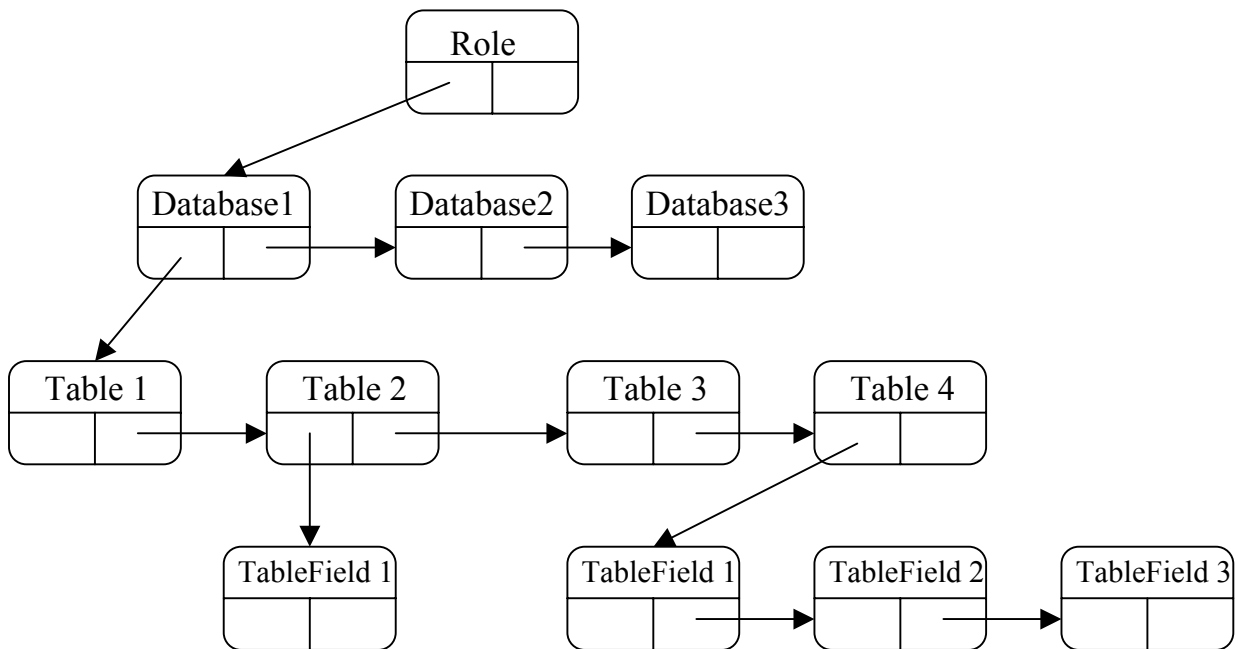 Role
Database1
Database2
Database3
Table 1
Table 2
Table 3
Table 4
TableField 1
TableField 1
TableField 2
TableField 3